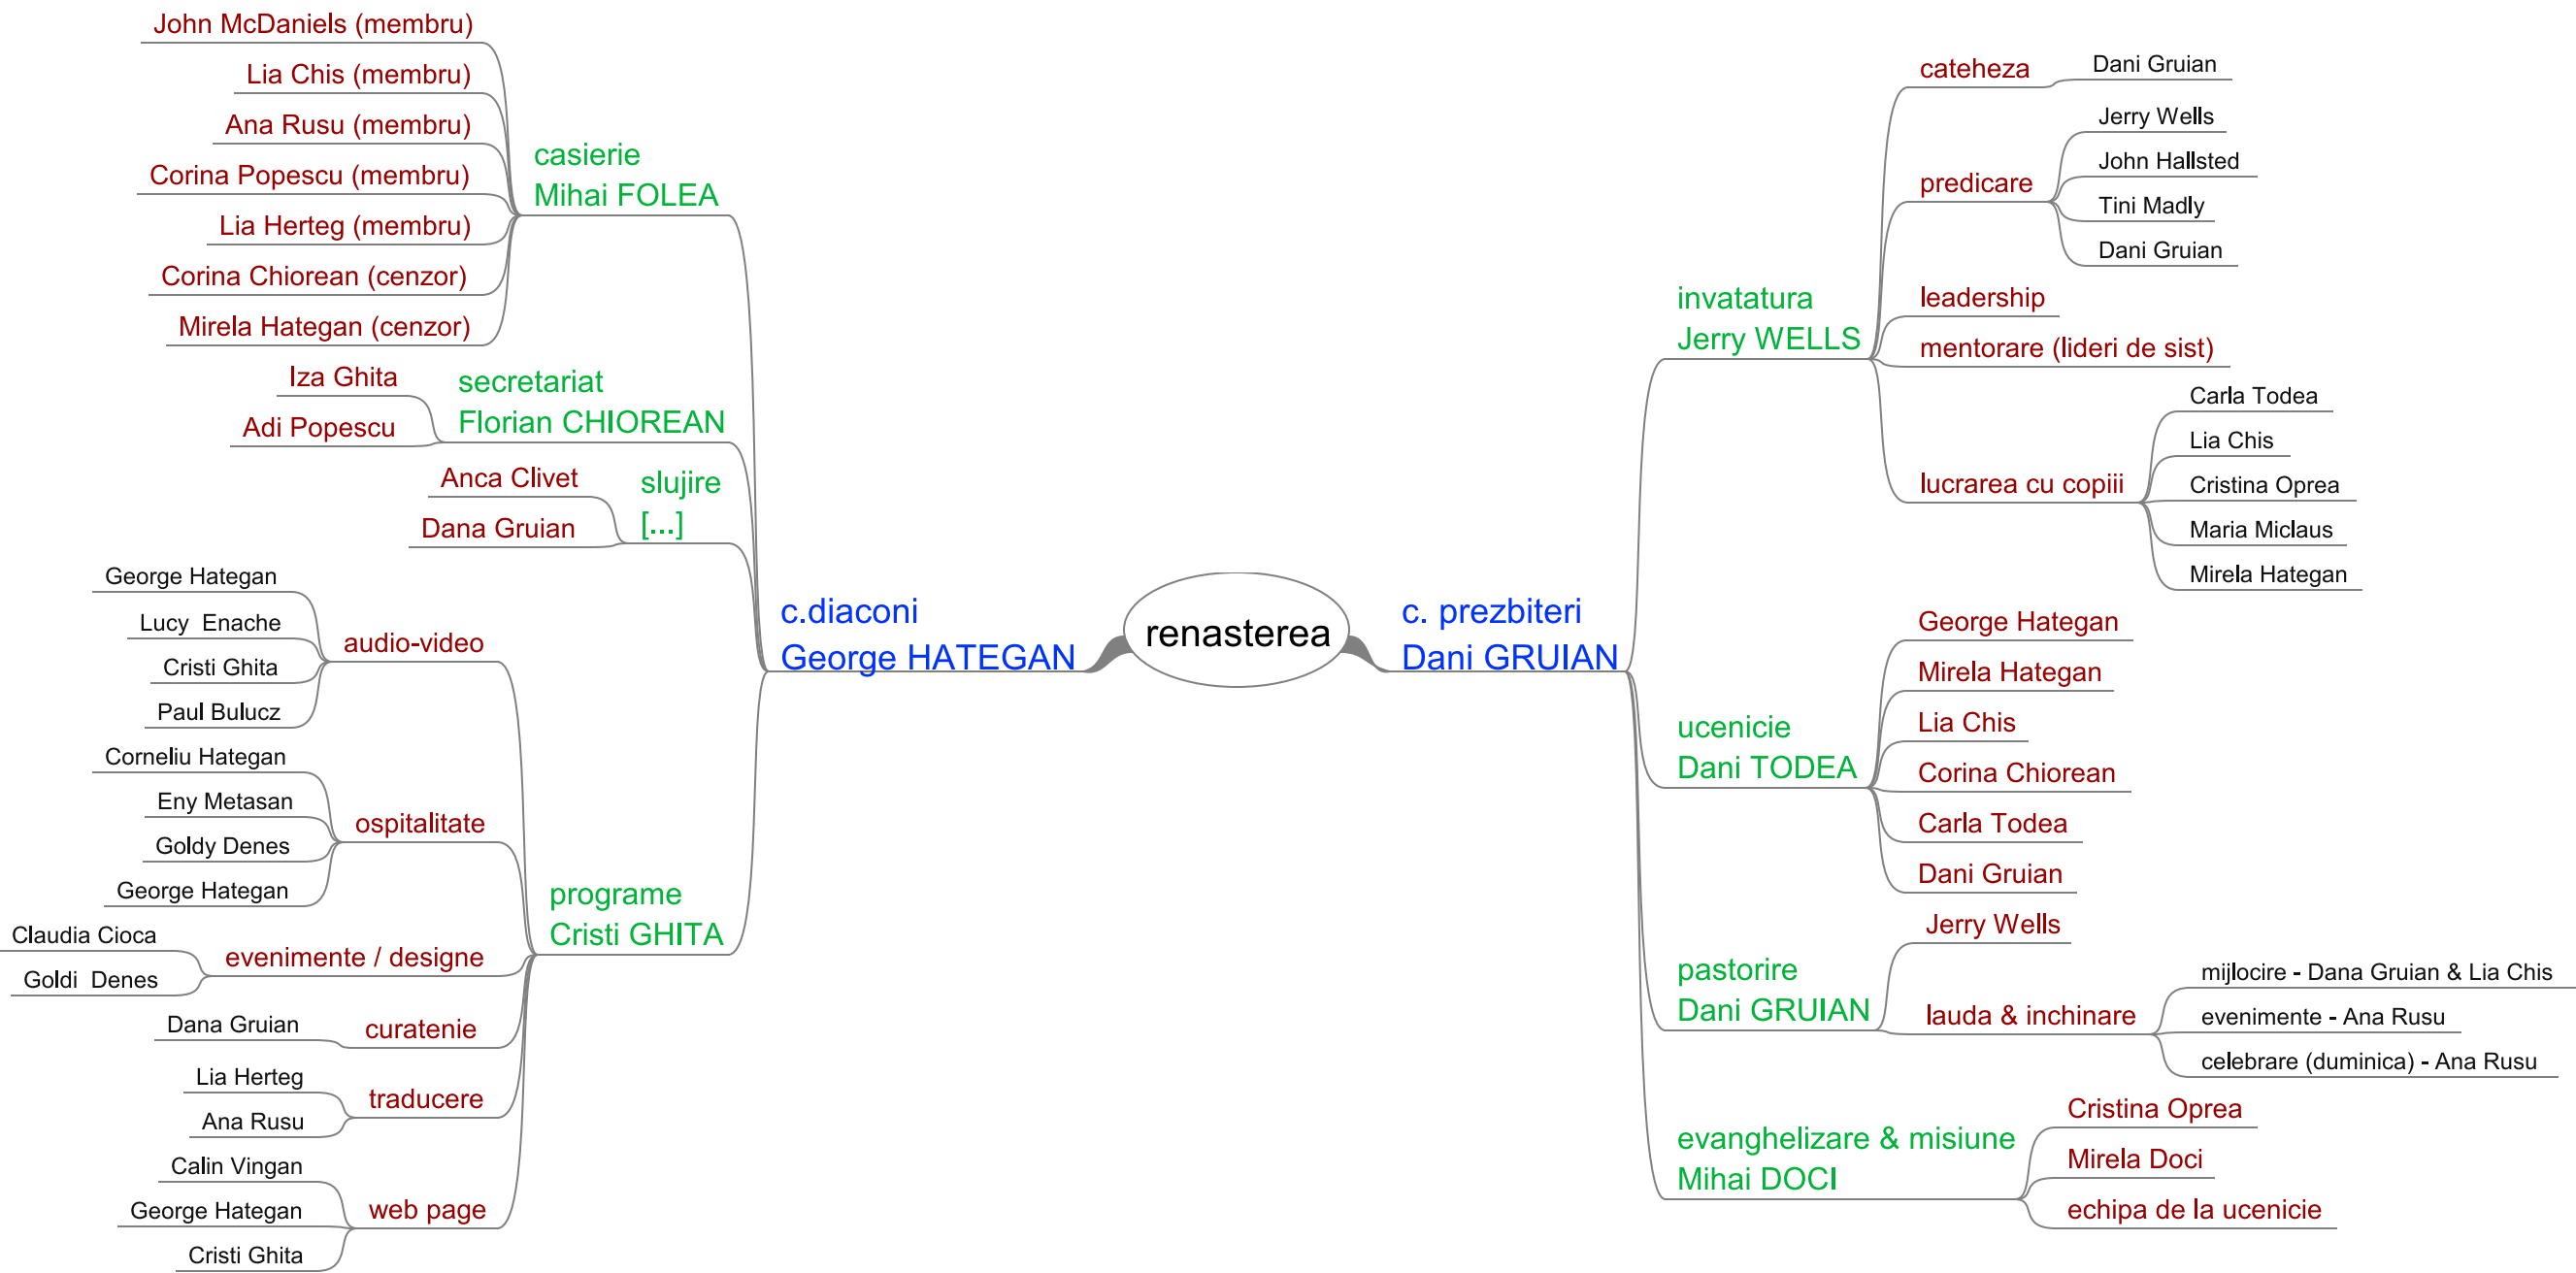 renasterea
c.diaconi
George HATEGAN
casierie
Mihai FOLEA
John McDaniels (membru)
Lia Chis (membru)
Ana Rusu (membru)
Corina Popescu (membru)
Lia Herteg (membru)
Corina Chiorean (cenzor)
Mirela Hategan (cenzor)
secretariat
Florian CHIOREAN
Iza Ghita
Adi Popescu
slujire
[...]
Anca Clivet
Dana Gruian
programe
Cristi GHITA
audio-video
George Hategan
Lucy  Enache
Cristi Ghita
Paul Bulucz
ospitalitate
Corneliu Hategan
Eny Metasan
Goldy Denes
George Hategan
evenimente / designe
Claudia Cioca
Goldi  Denes
curatenie
Dana Gruian
traducere
Lia Herteg
Ana Rusu
web page
Calin Vingan
George Hategan
Cristi Ghita
c. prezbiteri
Dani GRUIAN
invatatura
Jerry WELLS
cateheza
Dani Gruian
predicare
Jerry Wells
John Hallsted
Tini Madly
Dani Gruian
leadership
mentorare (lideri de sist)
lucrarea cu copiii
Carla Todea
Lia Chis
Cristina Oprea
Maria Miclaus
Mirela Hategan
ucenicie
Dani TODEA
George Hategan
Mirela Hategan
Lia Chis
Corina Chiorean
Carla Todea
Dani Gruian
pastorire
Dani GRUIAN
Jerry Wells
lauda & inchinare
mijlocire - Dana Gruian & Lia Chis
evenimente - Ana Rusu
celebrare (duminica) - Ana Rusu
evanghelizare & misiune
Mihai DOCI
Cristina Oprea
Mirela Doci
echipa de la ucenicie